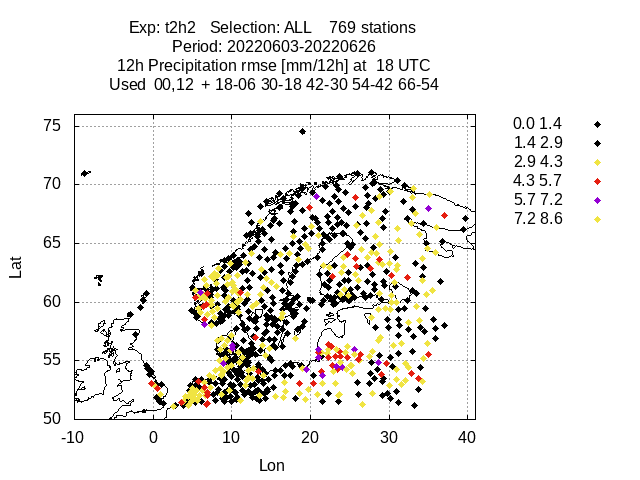 Exp: t2h2 Selection: ALL 769 stations
Period: 20220603-20220626
12h Precipitation rmse [mm/12h] at 18 UTC
Used 00,12 + 18-06 30-18 42-30 54-42 66-54
75
70
65
60
55
50
-10 0 10 20 30 40
Lat
Lon
0.0 1.4
1.4 2.9
2.9 4.3
4.3 5.7
5.7 7.2
7.2 8.6